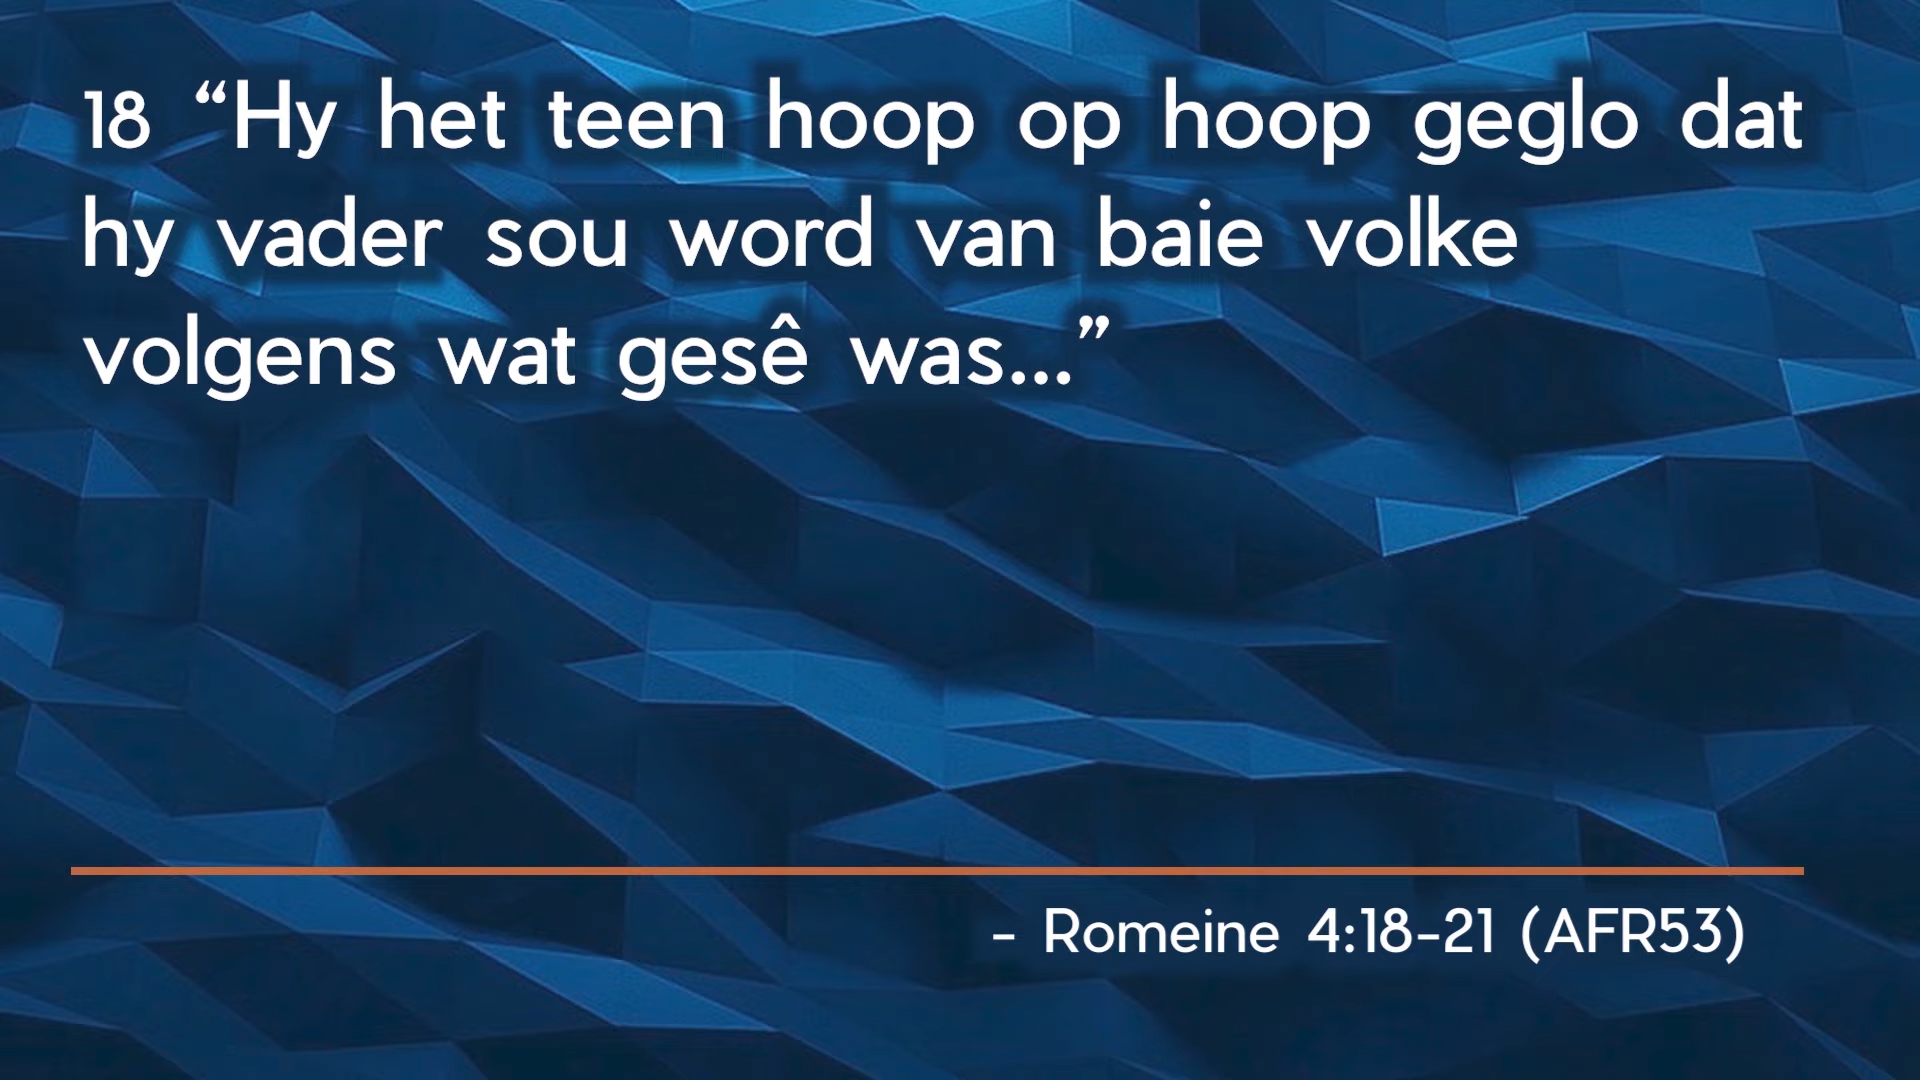 18 “Hy het teen hoop op hoop geglo dat
hy vader sou word van baie volke
volgens wat gesê was...”
- Romeine 4:18-21 (AFR53)